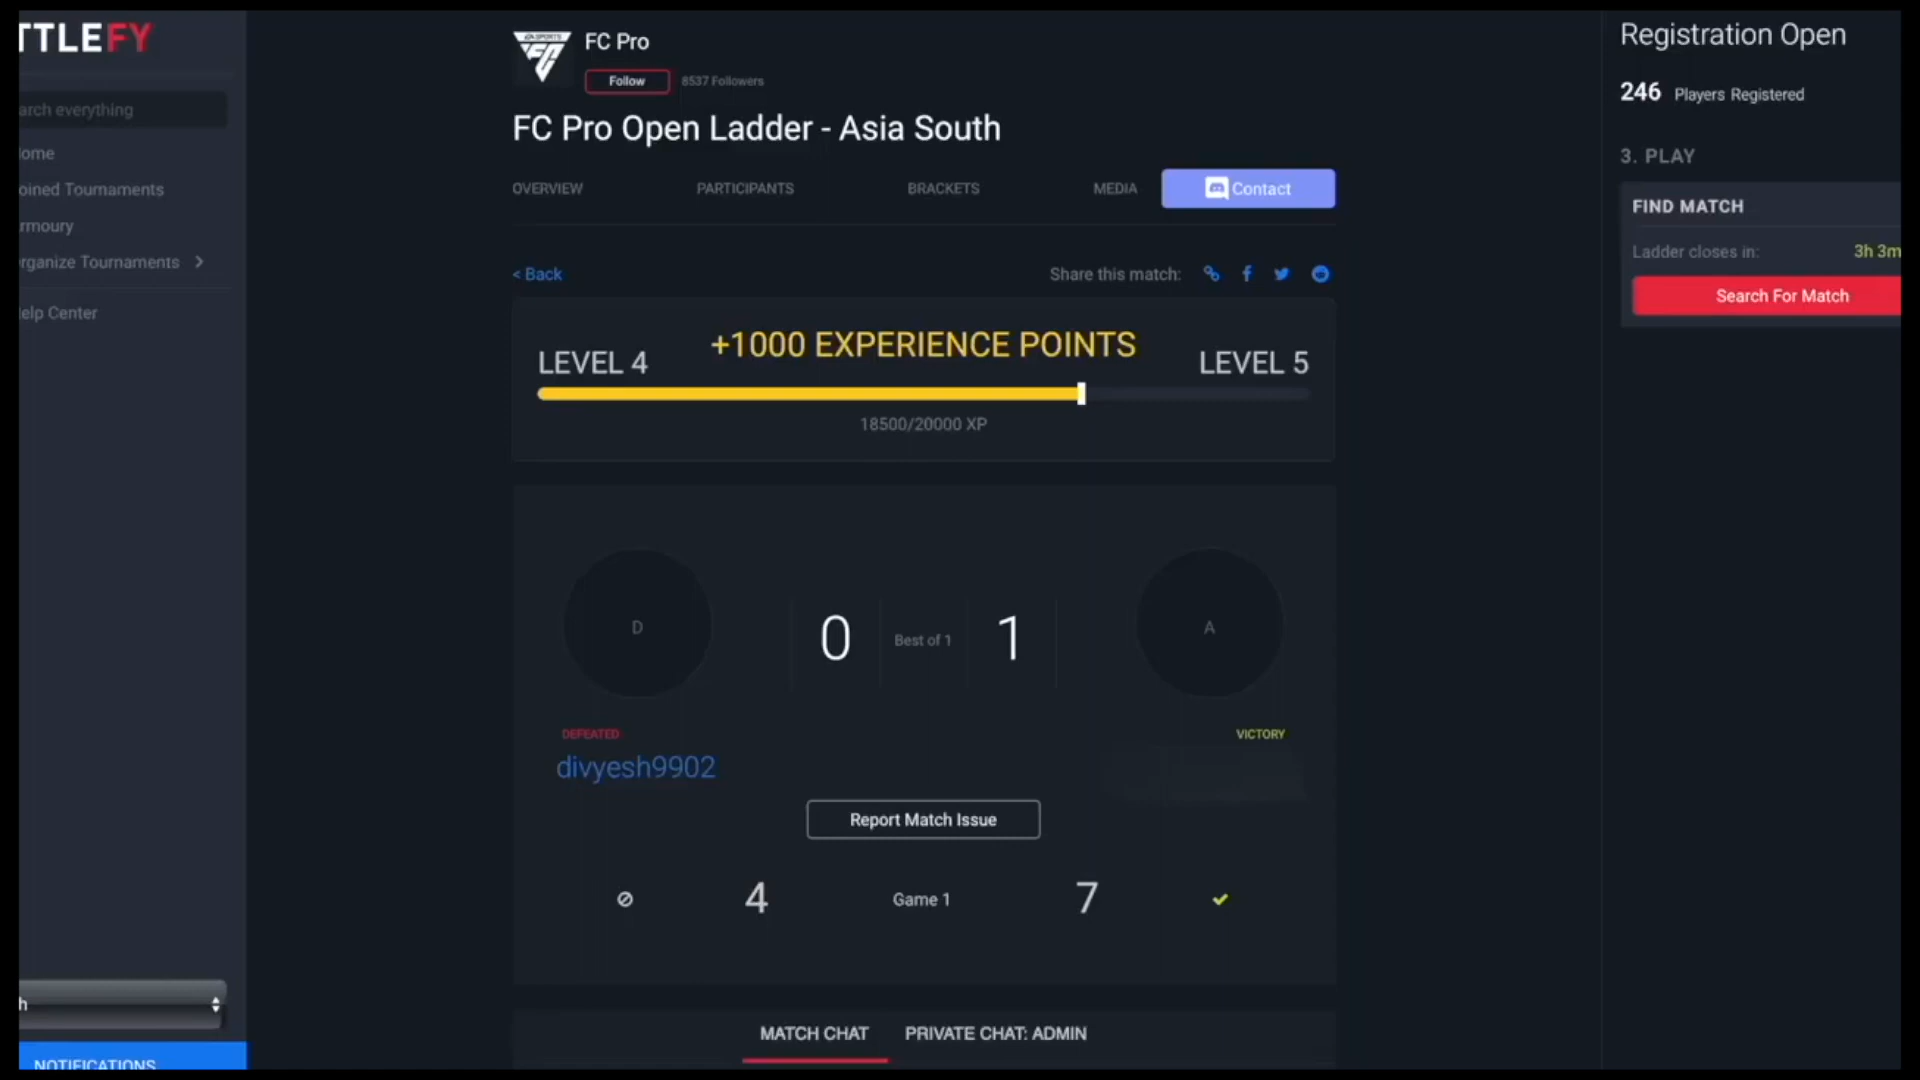 TTLEFY
arch everything
ome
oined Tournaments
rmoury
rganize Tournaments
elp Center
h
NOTIFICATIONS
EA SPORTS
FC
FC Pro
Follow 8537 Followers
FC Pro Open Ladder - Asia South
OVERVIEW PARTICIPANTS BRACKETS MEDIA Contact
< Back Share this match:
+1000 EXPERIENCE POINTS
LEVEL 4 LEVEL 5
18500/20000 XP
D 0 Best of 1 1 A
DEFEATED VICTORY
divyesh9902
Report Match Issue
4 Game 1 7
MATCH CHAT PRIVATE CHAT: ADMIN
Registration Open
246 Players Registered
3. PLAY
FIND MATCH
Ladder closes in: 3h 3m
Search For Match